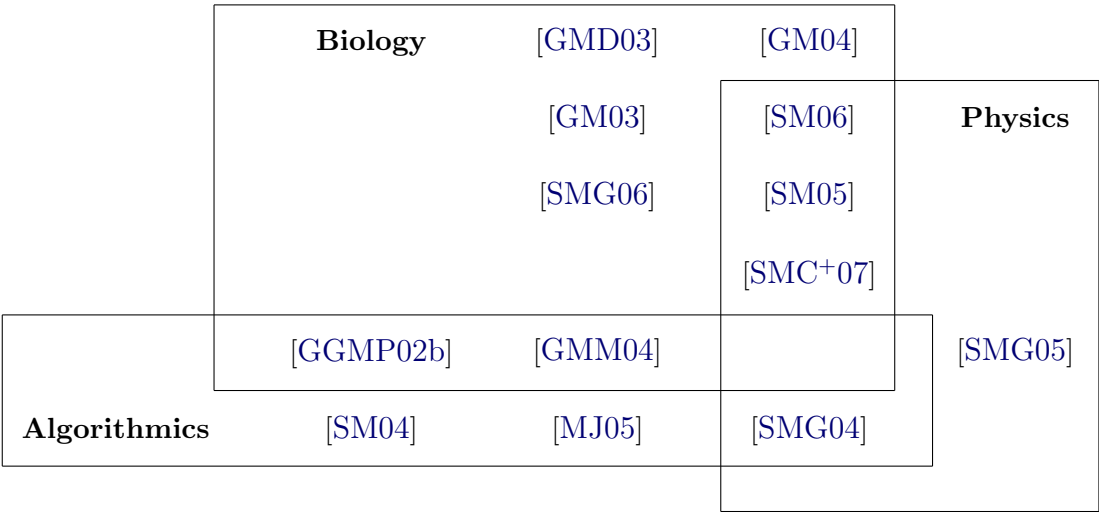 Biology [GMD03] [GM04]
[GM03] [SM06] Physics
[SMG06] [SM05]
[SMC+07]
[GGMP02b] [GMM04] [SMG05]
Algorithmics [SM04] [MJ05] [SMG04]